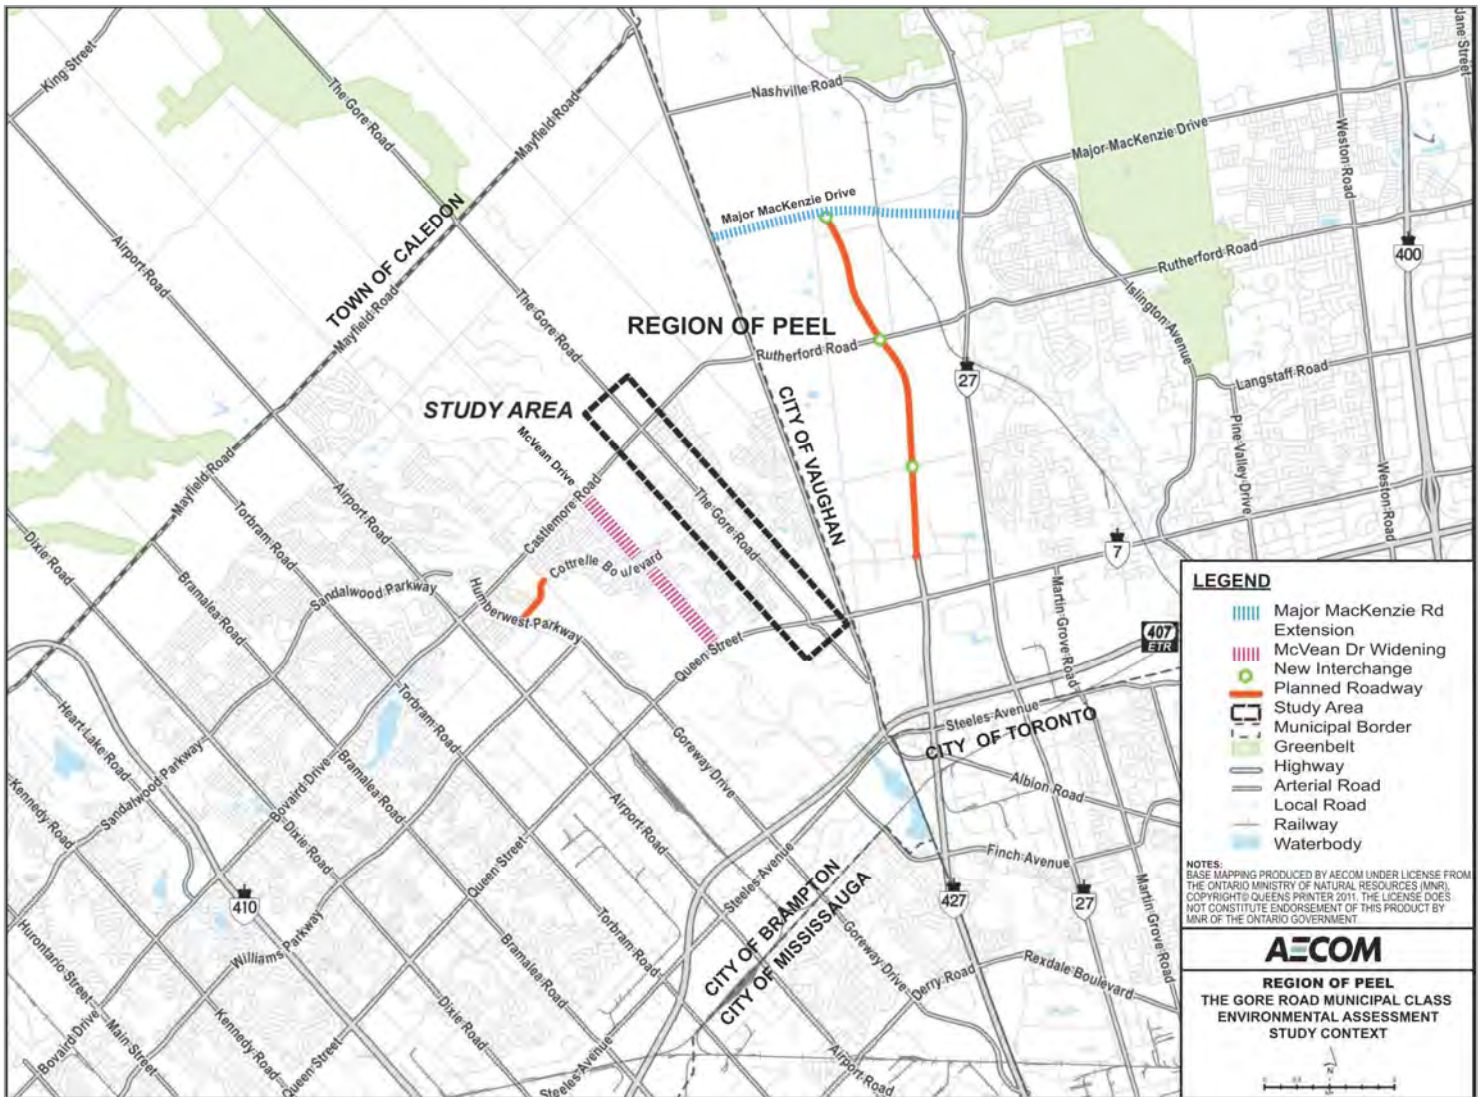 King Street
The Gore Road
Mayfield Road
Nashville Road
Major MacKenzie Drive
Weston Road
Jane Street
400
Major MacKenzie Drive
Rutherford Road
Islington Avenue
Airport Road
TOWN OF CALEDON
Mayfield Road
The Gore Road
REGION OF PEEL
Rutherford Road
27
Langstaff Road
CITY OF VAUGHAN
Pine Valley Drive
Weston Road
STUDY AREA
McVean Drive
Castlemore Road
The Gore Road
Mayfield Road
Airport Road
Torbram Road
Dixie Road
Bramalea Road
Sandalwood Parkway
Humberwest Parkway
Cottrelle Boulevard
Queen Street
7
Martin Grove Road
407
ETR
Steeles Avenue
CITY OF TORONTO
Albion Road
Finch Avenue
427
27
Martin Grove Road
Heart Lake Road
Kennedy Road
Sandalwood Parkway
Bovaird Drive
Torbram Road
Bramalea Road
Dixie Road
Goreway Drive
Airport Road
Queen Street
Steeles Avenue
410
Williams Parkway
CITY OF BRAMPTON
CITY OF MISSISSAUGA
Goreway Drive
Derry Road
Rexdale Boulevard
Hurontario Street
Bovaird Drive
Main Street
Kennedy Road
Queen Street
Dixie Road
Bramalea Road
Torbram Road
Steeles Avenue
Airport Road
LEGEND
Major MacKenzie Rd
Extension
McVean Dr Widening
New Interchange
Planned Roadway
Study Area
Municipal Border
Greenbelt
Highway
Arterial Road
Local Road
Railway
Waterbody
NOTES:
BASE MAPPING PRODUCED BY AECOM UNDER LICENSE FROM
THE ONTARIO MINISTRY OF NATURAL RESOURCES (MNR),
COPYRIGHT© QUEENS PRINTER 2011. THE LICENSE DOES
NOT CONSTITUTE ENDORSEMENT OF THIS PRODUCT BY
MNR OF THE ONTARIO GOVERNMENT
AECOM
REGION OF PEEL
THE GORE ROAD MUNICIPAL CLASS
ENVIRONMENTAL ASSESSMENT
STUDY CONTEXT
N